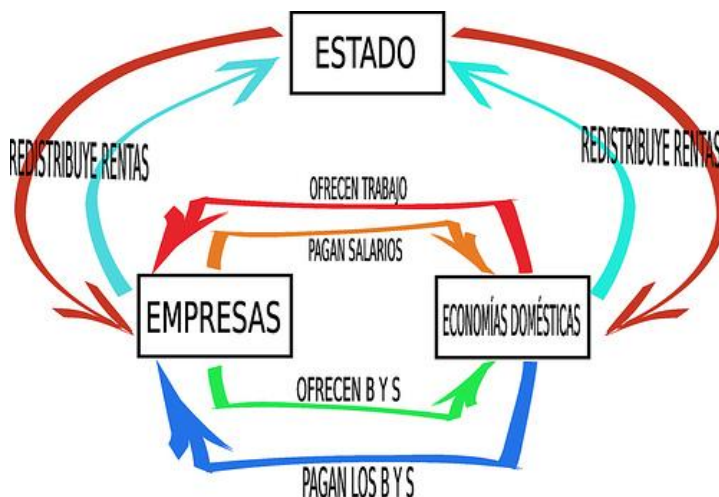 ESTADO
REDISTRIBUYE RENTAS
REDISTRIBUYE RENTAS
OFRECEN TRABAJO
PAGAN SALARIOS
EMPRESAS
ECONOMÍAS DOMÉSTICAS
OFRECEN B Y S
PAGAN LOS B Y S